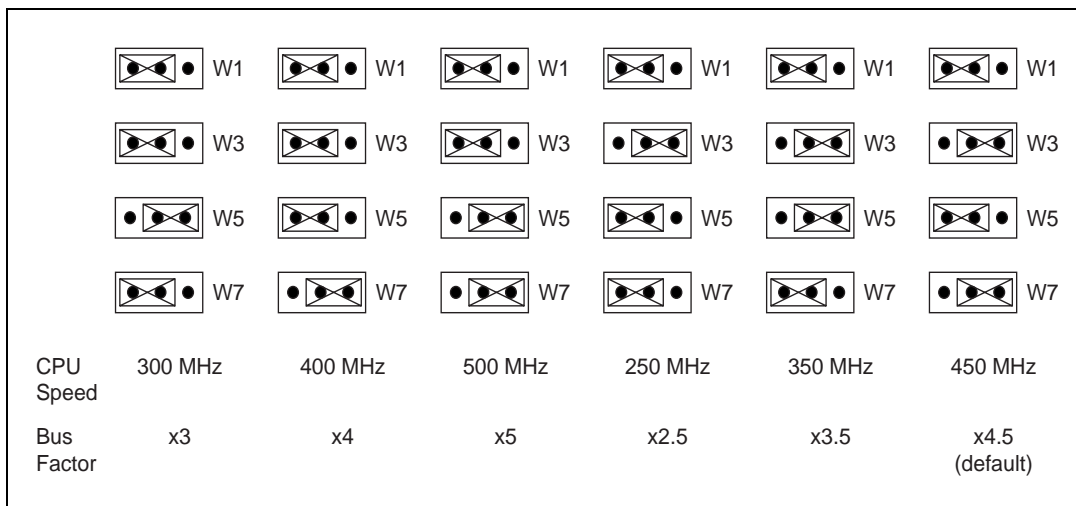 W1 W1 W1 W1 W1 W1
W3 W3 W3 W3 W3 W3
W5 W5 W5 W5 W5 W5
W7 W7 W7 W7 W7 W7
CPU 300 MHz 400 MHz 500 MHz 250 MHz 350 MHz 450 MHz
Speed
Bus x3 x4 x5 x2.5 x3.5 x4.5
Factor (default)